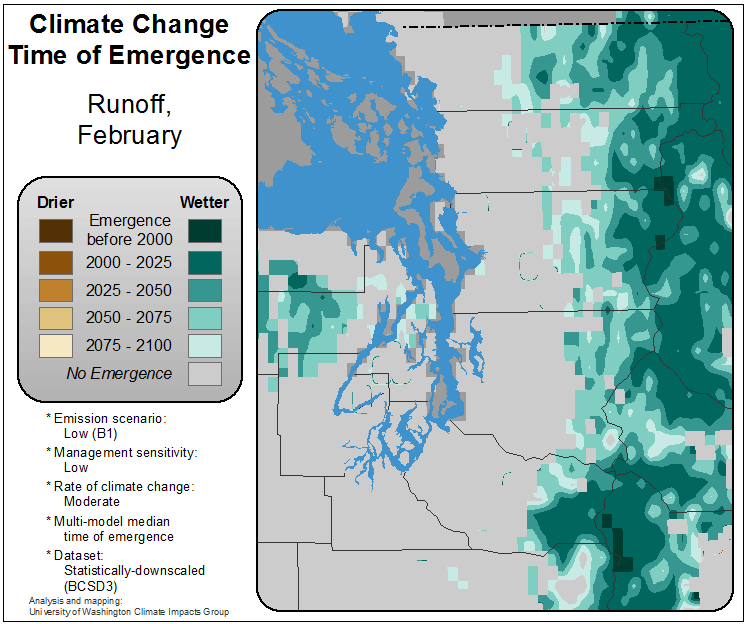 Climate Change
Time of Emergence
Runoff,
February
Drier
Wetter
Emergence
before 2000
2000 - 2025
2025 - 2050
2050 - 2075
2075 - 2100
No Emergence
* Emission scenario:
Low (B1)
* Management sensitivity:
Low
* Rate of climate change:
Moderate
* Multi-model median
time of emergence
* Dataset:
Statistically-downscaled
(BCSD3)
Analysis and mapping:
University of Washington Climate Impacts Group